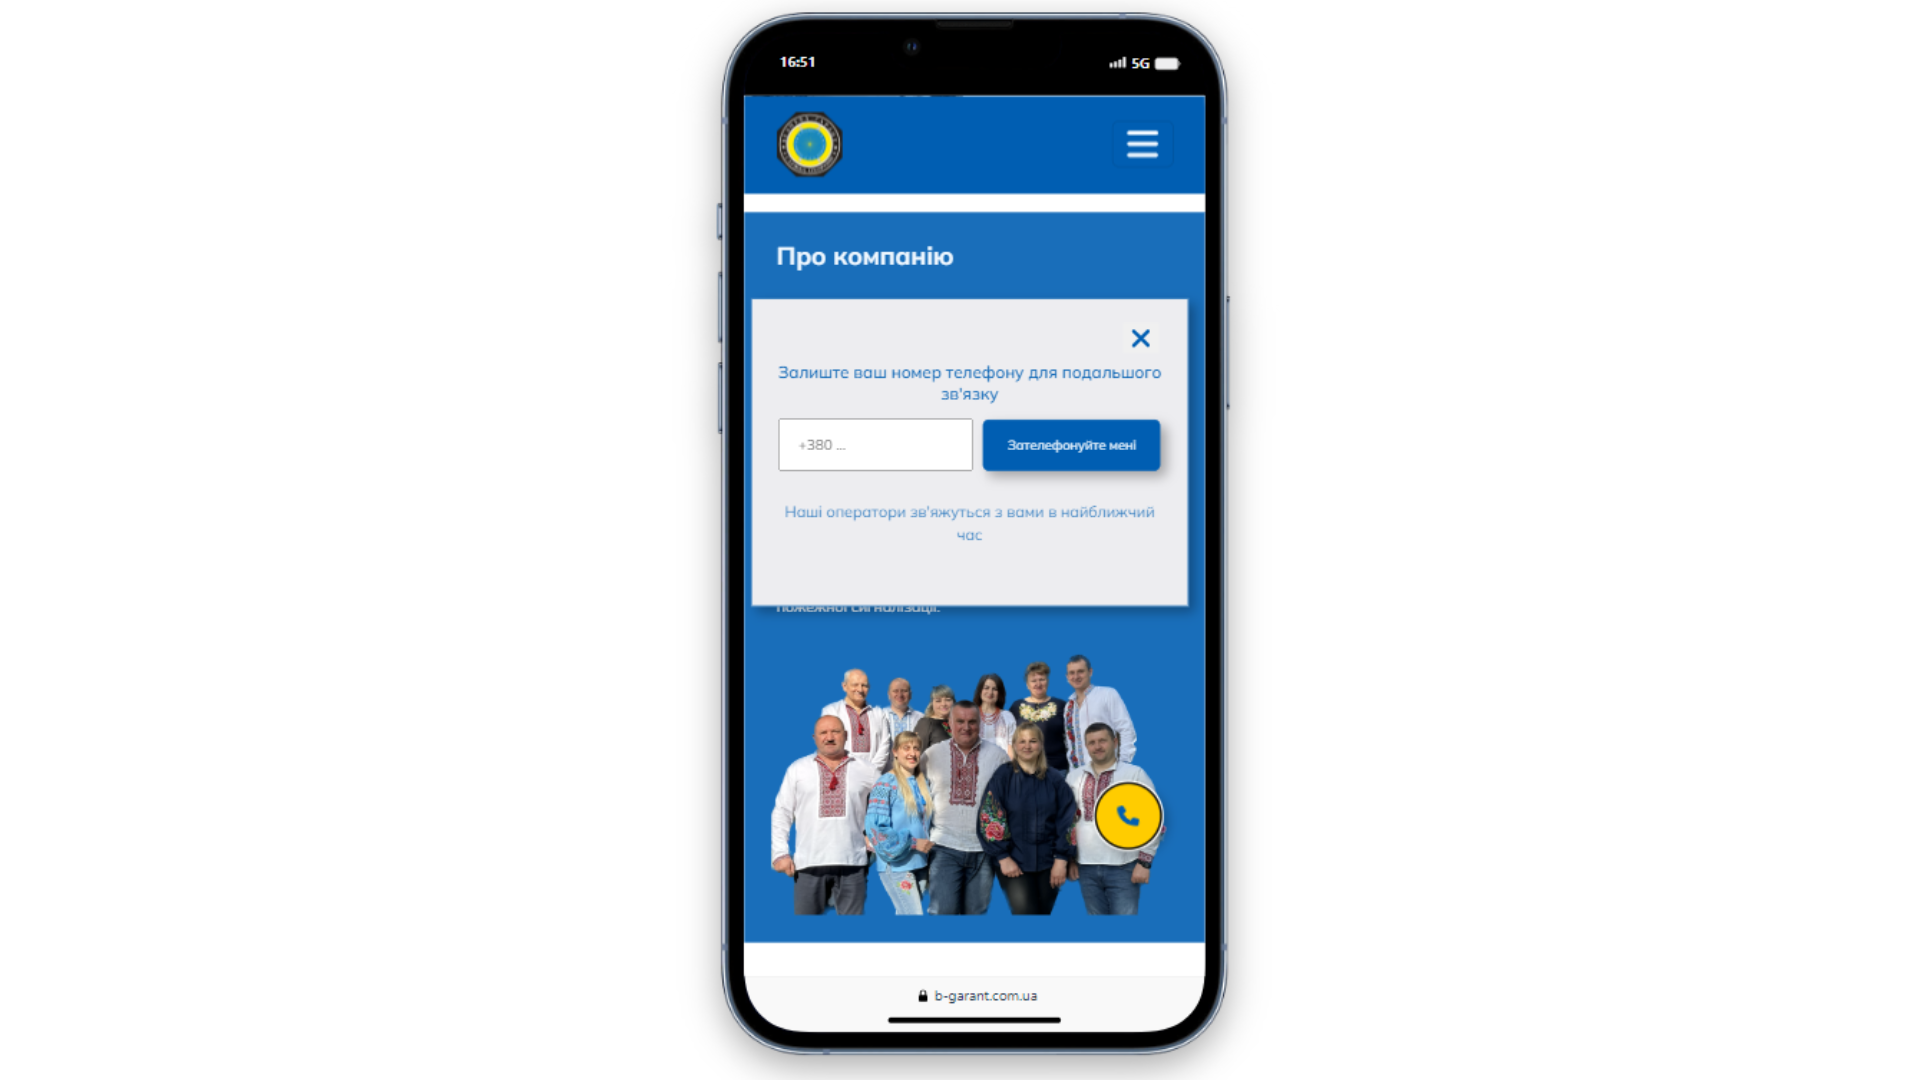 16:51
5G
Про компанію
Залиште ваш номер телефону для подальшого
зв'язку
+380 ...
Зателефонуйте мені
Наші оператори зв'яжуться з вами в найближчий
час
пожежної сигналізації.
b-garant.com.ua